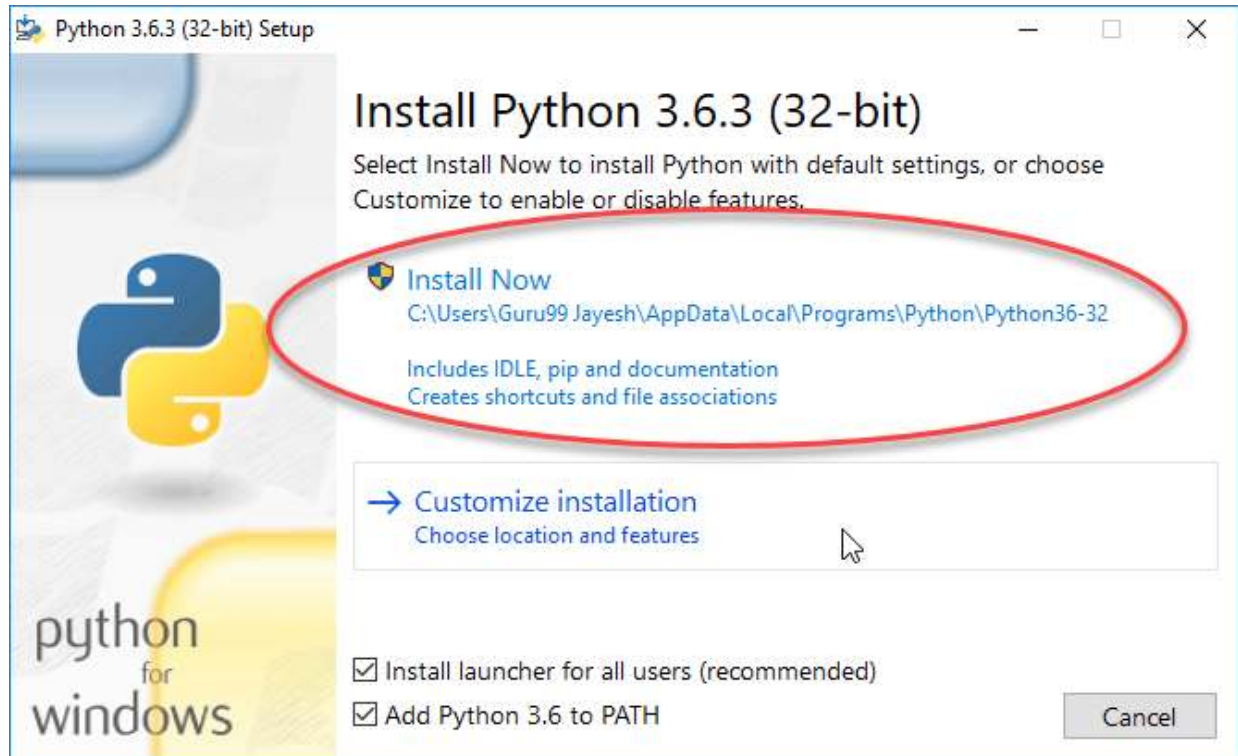 Python 3.6.3 (32-bit) Setup
Install Python 3.6.3 (32-bit)
Select Install Now to install Python with default settings, or choose
Customize to enable or disable features.
Install Now
C:\Users\Guru99 Jayesh\AppData\Local\Programs\Python\Python36-32
Includes IDLE, pip and documentation
Creates shortcuts and file associations
Customize installation
Choose location and features
python
for
windows
Install launcher for all users (recommended)
Add Python 3.6 to PATH
Cancel